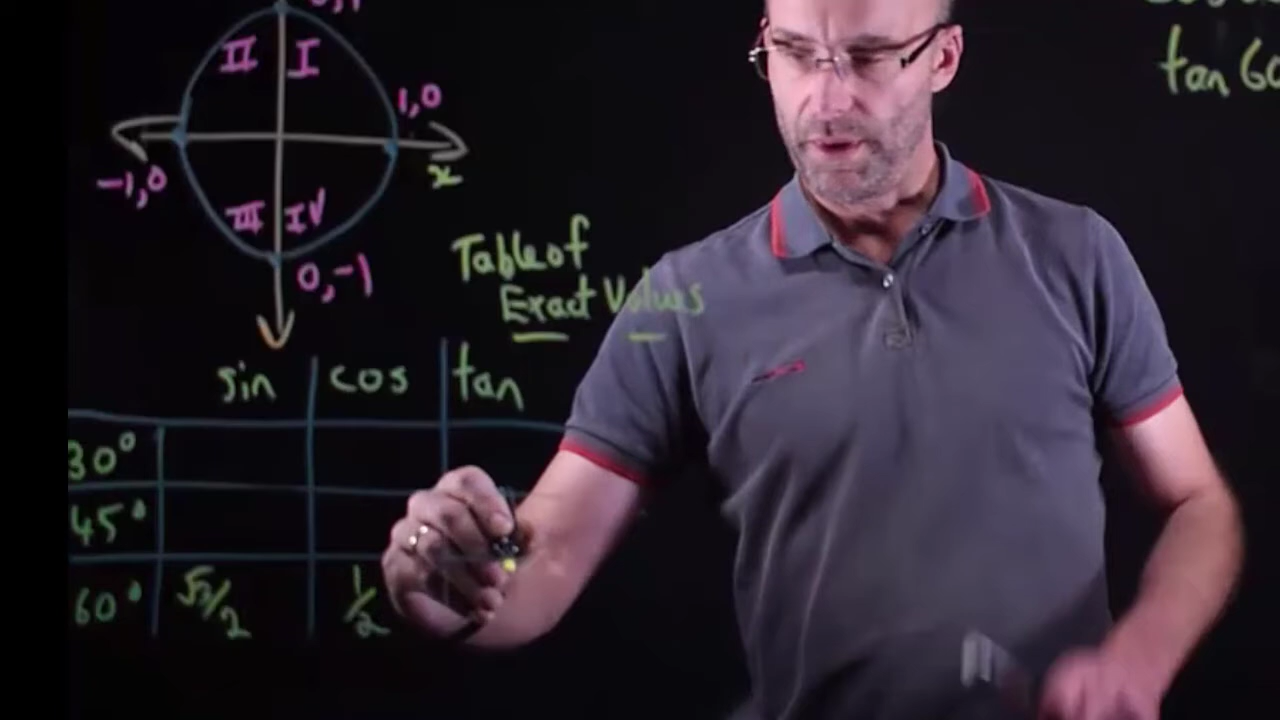 II I
1,0
-1,0
x
III IV
0,-1
Table of
Exact Values
sin cos tan
30°
45°
60° √3/2 1/2
tan 60